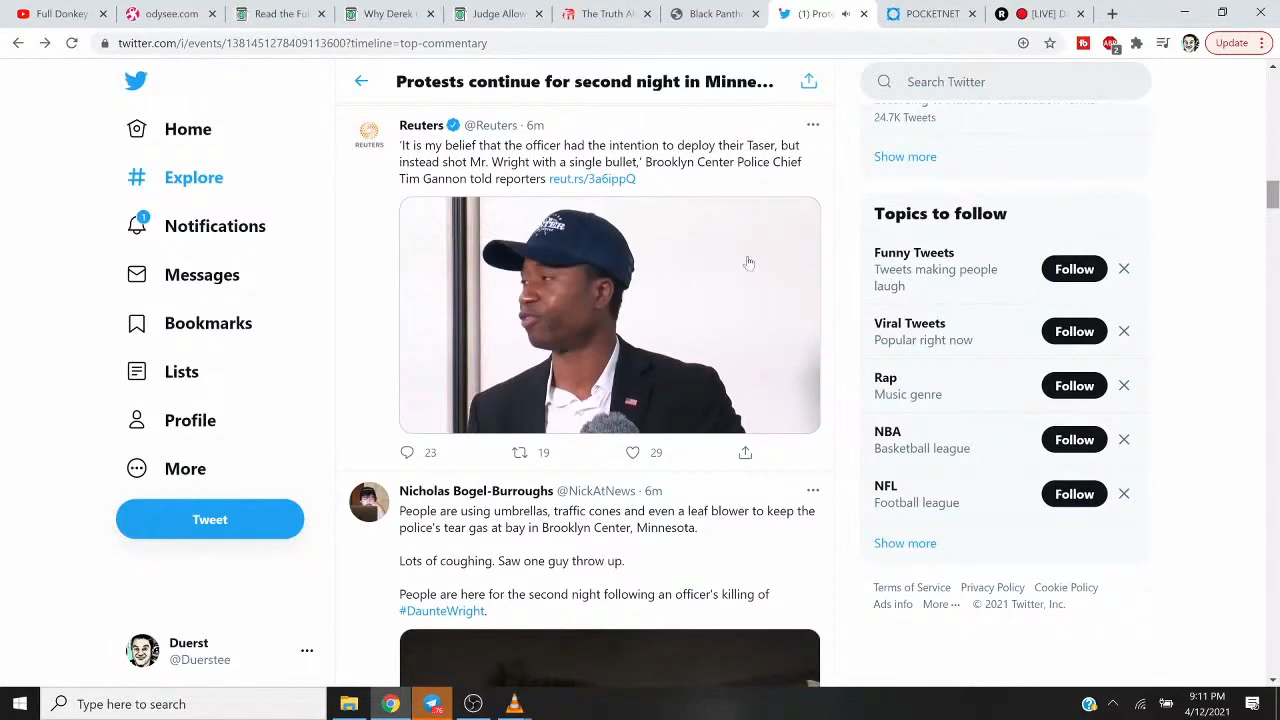 Full Donkey
odysee.com
Read the Ful
Why Derek
Judge Allow
The Truth Al
Black Panth
(1) Prote
POCKETNET
[LIVE] D
twitter.com/i/events/1381451278409113600?timeline=top-commentary
Update
2
Home
Explore
1
Notifications
Messages
Bookmarks
Lists
Profile
More
Tweet
Duerst
@Duerstee
Protests continue for second night in Minne...
Reuters @Reuters · 6m
REUTERS
'It is my belief that the officer had the intention to deploy their Taser, but
instead shot Mr. Wright with a single bullet,' Brooklyn Center Police Chief
Tim Gannon told reporters reut.rs/3a6ippQ
23 19 29
Nicholas Bogel-Burroughs @NickAtNews · 6m
People are using umbrellas, traffic cones and even a leaf blower to keep the
police's tear gas at bay in Brooklyn Center, Minnesota.
Lots of coughing. Saw one guy throw up.
People are here for the second night following an officer's killing of
#DaunteWright.
Search Twitter
24.7K Tweets
Show more
Topics to follow
Funny Tweets
Tweets making people
laugh
Follow
Viral Tweets
Popular right now
Follow
Rap
Music genre
Follow
NBA
Basketball league
Follow
NFL
Football league
Follow
Show more
Terms of Service Privacy Policy Cookie Policy
Ads info More ··· © 2021 Twitter, Inc.
Type here to search
76
9:11 PM
4/12/2021